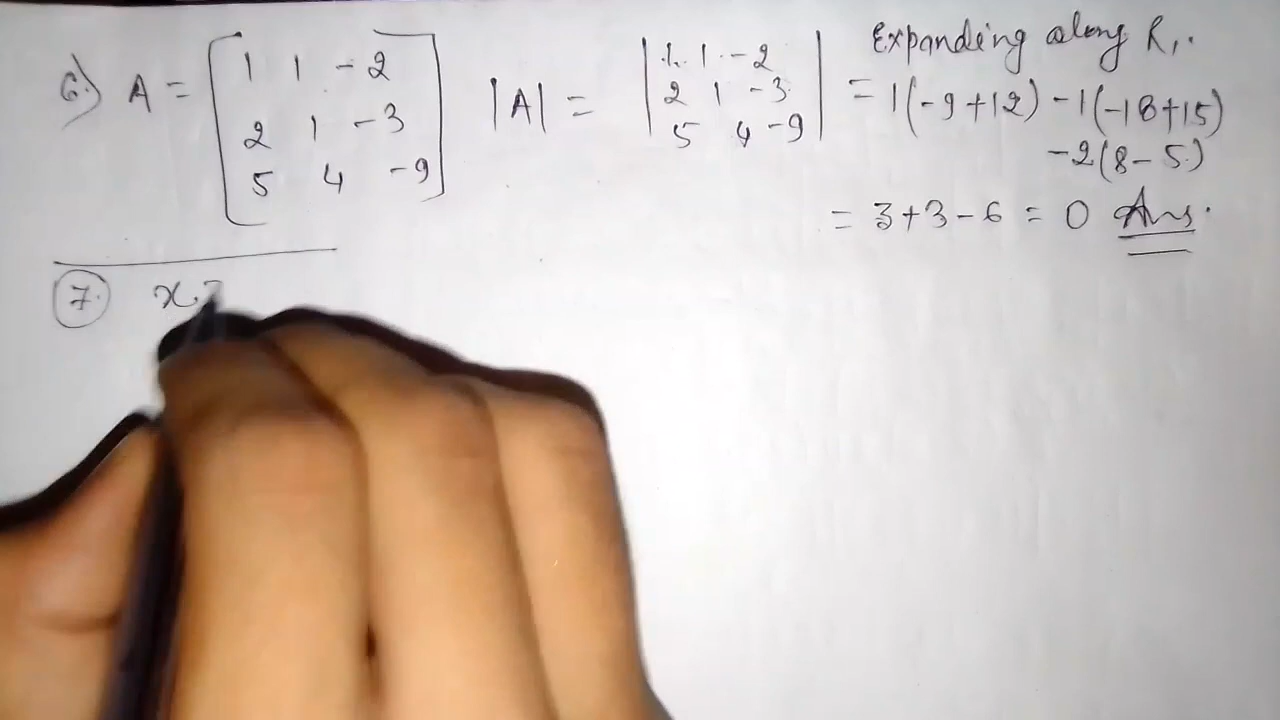 6.) A = [1 1 -2
2 1 -3
5 4 -9]
|A| = |1 1 -2
2 1 -3
5 4 -9|
Expanding along R1.
= 1(-9+12) -1(-18+15)
-2(8-5)
= 3+3-6 = 0 Ans.
7. x